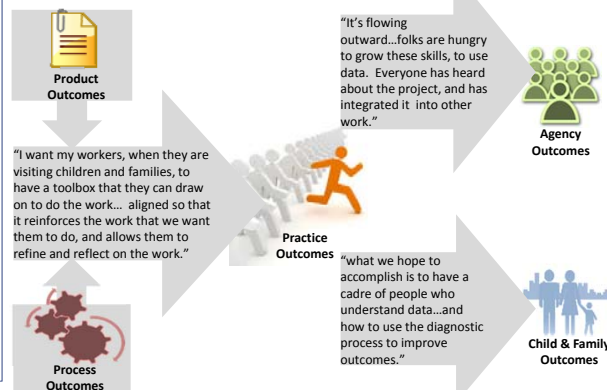 Product
Outcomes
“I want my workers, when they are
visiting children and families, to
have a toolbox that they can draw
on to do the work… aligned so that
it reinforces the work that we want
them to do, and allows them to
refine and reflect on the work.”
Process
Outcomes
Practice
Outcomes
“It’s flowing
outward…folks are hungry
to grow these skills, to use
data. Everyone has heard
about the project, and has
integrated it into other
work.”
Agency
Outcomes
“what we hope to
accomplish is to have a
cadre of people who
understand data…and
how to use the diagnostic
process to improve
outcomes.”
Child & Family
Outcomes